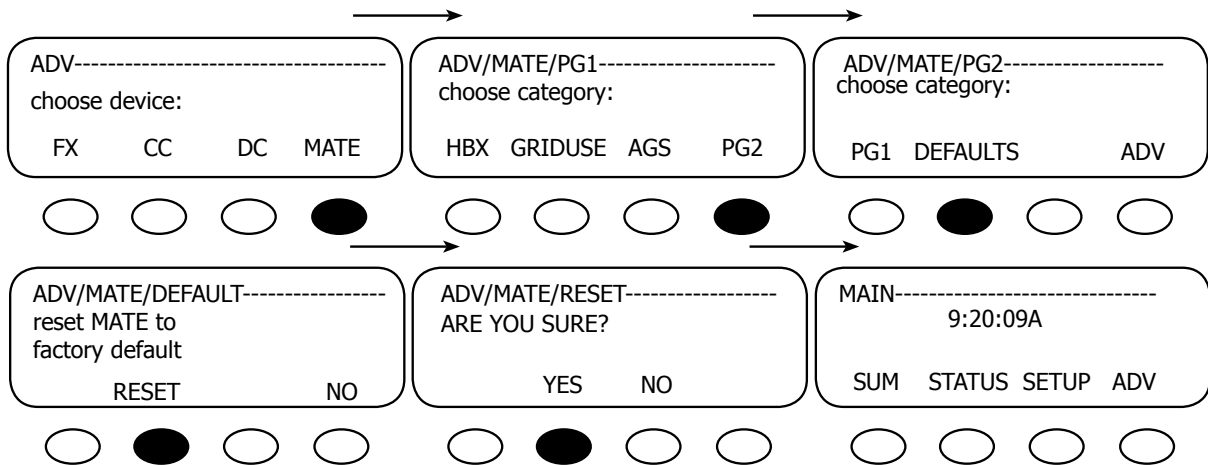 ADV-------------------------------------
choose device:
FX CC DC MATE
ADV/MATE/PG1---------------------
choose category:
HBX GRIDUSE AGS PG2
ADV/MATE/PG2-------------------
choose category:
PG1 DEFAULTS ADV
ADV/MATE/DEFAULT-----------------
reset MATE to
factory default
RESET NO
ADV/MATE/RESET------------------
ARE YOU SURE?
YES NO
MAIN-------------------------------
9:20:09A
SUM STATUS SETUP ADV